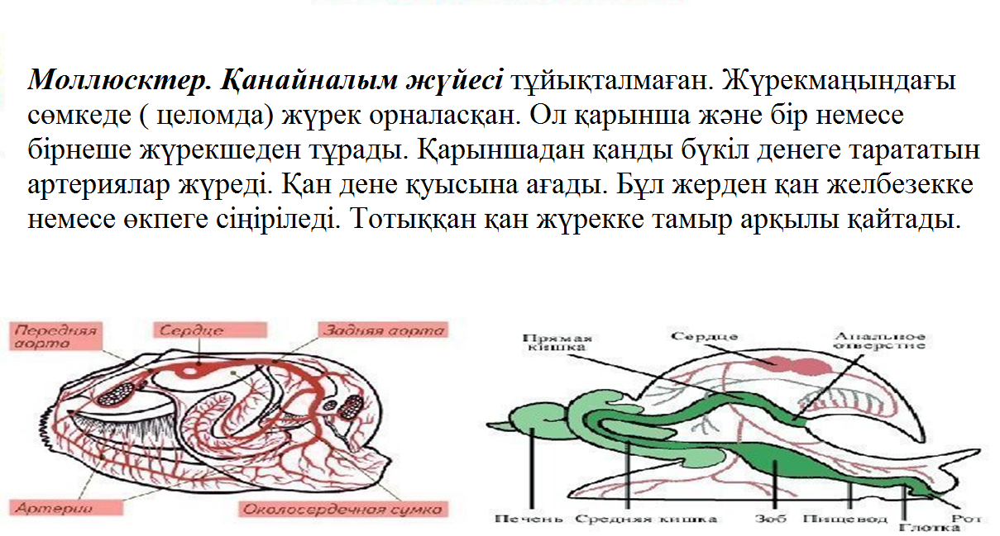 Моллюсктер. Қанайналым жүйесі тұйықталмаған. Жүрекмаңындағы
сөмкеде ( целомда) жүрек орналасқан. Ол қарынша және бір немесе
бірнеше жүрекшеден тұрады. Қарыншадан қанды бүкіл денеге тарататын
артериялар жүреді. Қан дене қуысына ағады. Бұл жерден қан желбезекке
немесе өкпеге сіңіріледі. Тотыққан қан жүрекке тамыр арқылы қайтады.
Передняя
аорта
Сердце
Задняя аорта
Артерии
Околосердечная сумка
Прямая
кишка
Сердце
Анальное
отверстие
Печень
Средняя кишка
Зоб
Пищевод
Глотка
Рот